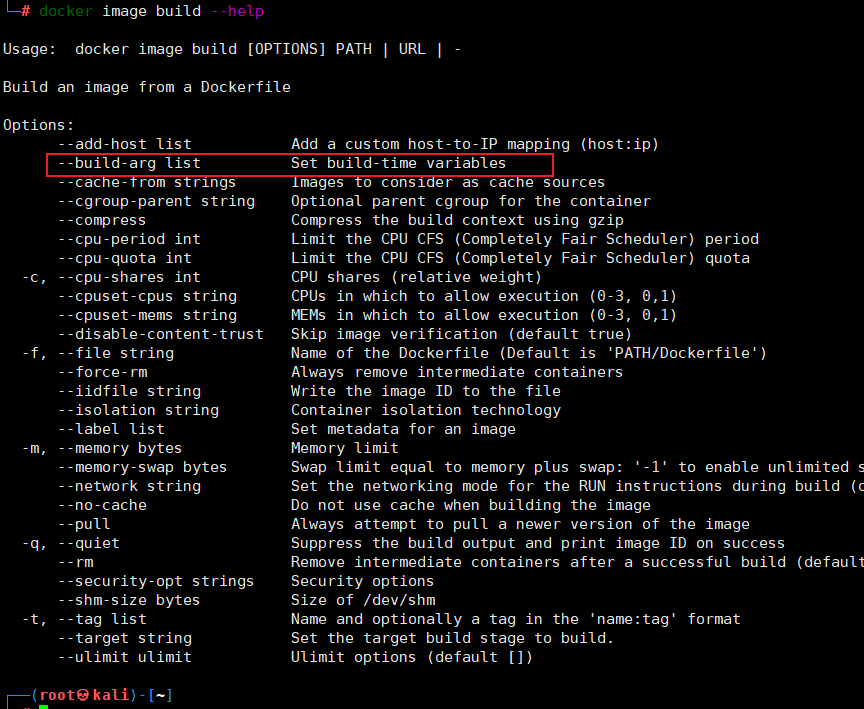 └─# docker image build --help
Usage:  docker image build [OPTIONS] PATH | URL | -
Build an image from a Dockerfile
Options:
      --add-host list           Add a custom host-to-IP mapping (host:ip)
      --build-arg list          Set build-time variables
      --cache-from strings      Images to consider as cache sources
      --cgroup-parent string    Optional parent cgroup for the container
      --compress                Compress the build context using gzip
      --cpu-period int          Limit the CPU CFS (Completely Fair Scheduler) period
      --cpu-quota int           Limit the CPU CFS (Completely Fair Scheduler) quota
  -c, --cpu-shares int          CPU shares (relative weight)
      --cpuset-cpus string      CPUs in which to allow execution (0-3, 0,1)
      --cpuset-mems string      MEMs in which to allow execution (0-3, 0,1)
      --disable-content-trust   Skip image verification (default true)
  -f, --file string             Name of the Dockerfile (Default is 'PATH/Dockerfile')
      --force-rm                Always remove intermediate containers
      --iidfile string          Write the image ID to the file
      --isolation string        Container isolation technology
      --label list              Set metadata for an image
  -m, --memory bytes            Memory limit
      --memory-swap bytes       Swap limit equal to memory plus swap: '-1' to enable unlimited s
      --network string          Set the networking mode for the RUN instructions during build (
      --no-cache                Do not use cache when building the image
      --pull                    Always attempt to pull a newer version of the image
  -q, --quiet                   Suppress the build output and print image ID on success
      --rm                      Remove intermediate containers after a successful build (default
      --security-opt strings    Security options
      --shm-size bytes          Size of /dev/shm
  -t, --tag list                Name and optionally a tag in the 'name:tag' format
      --target string           Set the target build stage to build.
      --ulimit ulimit           Ulimit options (default [])
┌──(root㉿kali)-[~]